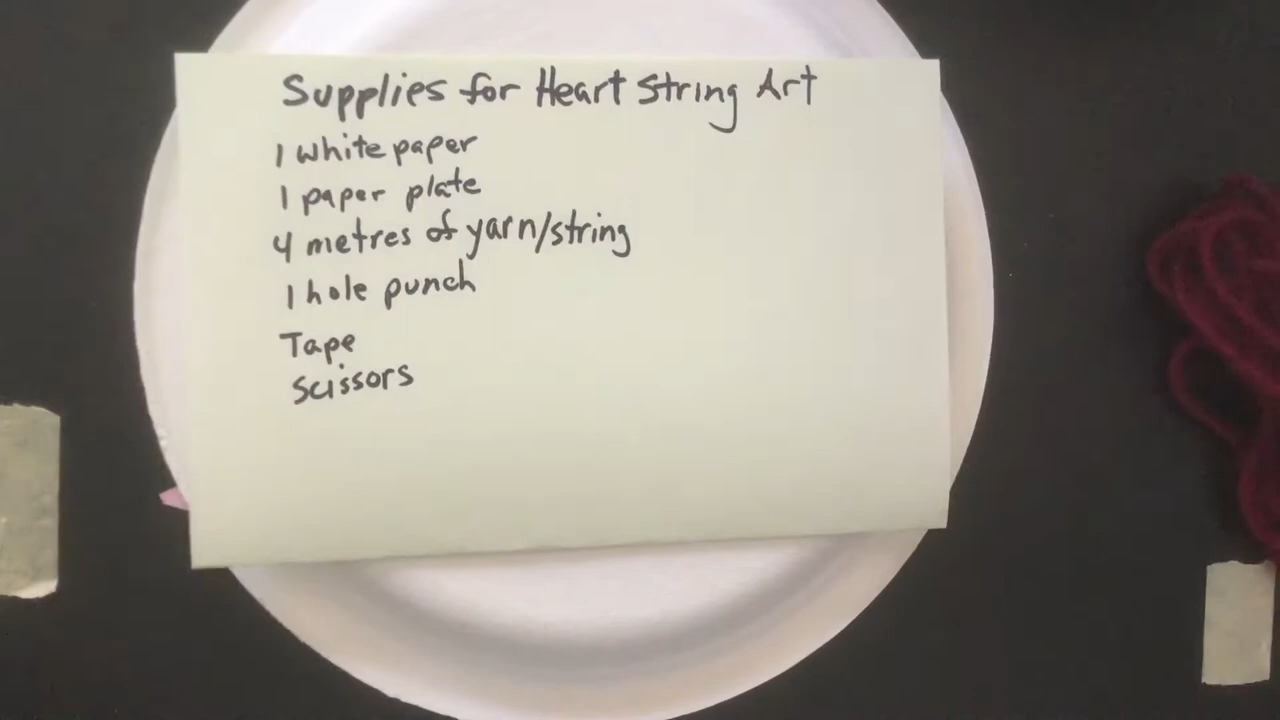 Supplies for Heart String Art
1 white paper
1 paper plate
4 metres of yarn/string
1 hole punch
Tape
Scissors